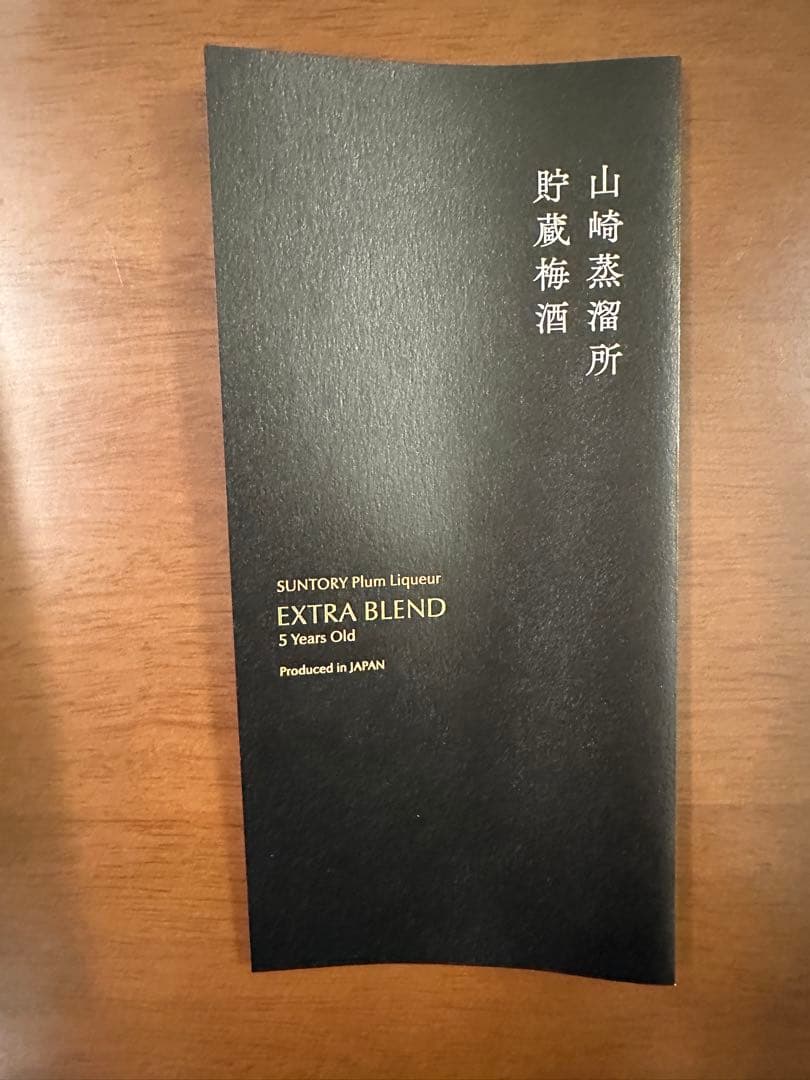 山崎蒸溜所
貯蔵梅酒
SUNTORY Plum Liqueur
EXTRA BLEND
5 Years Old
Produced in JAPAN